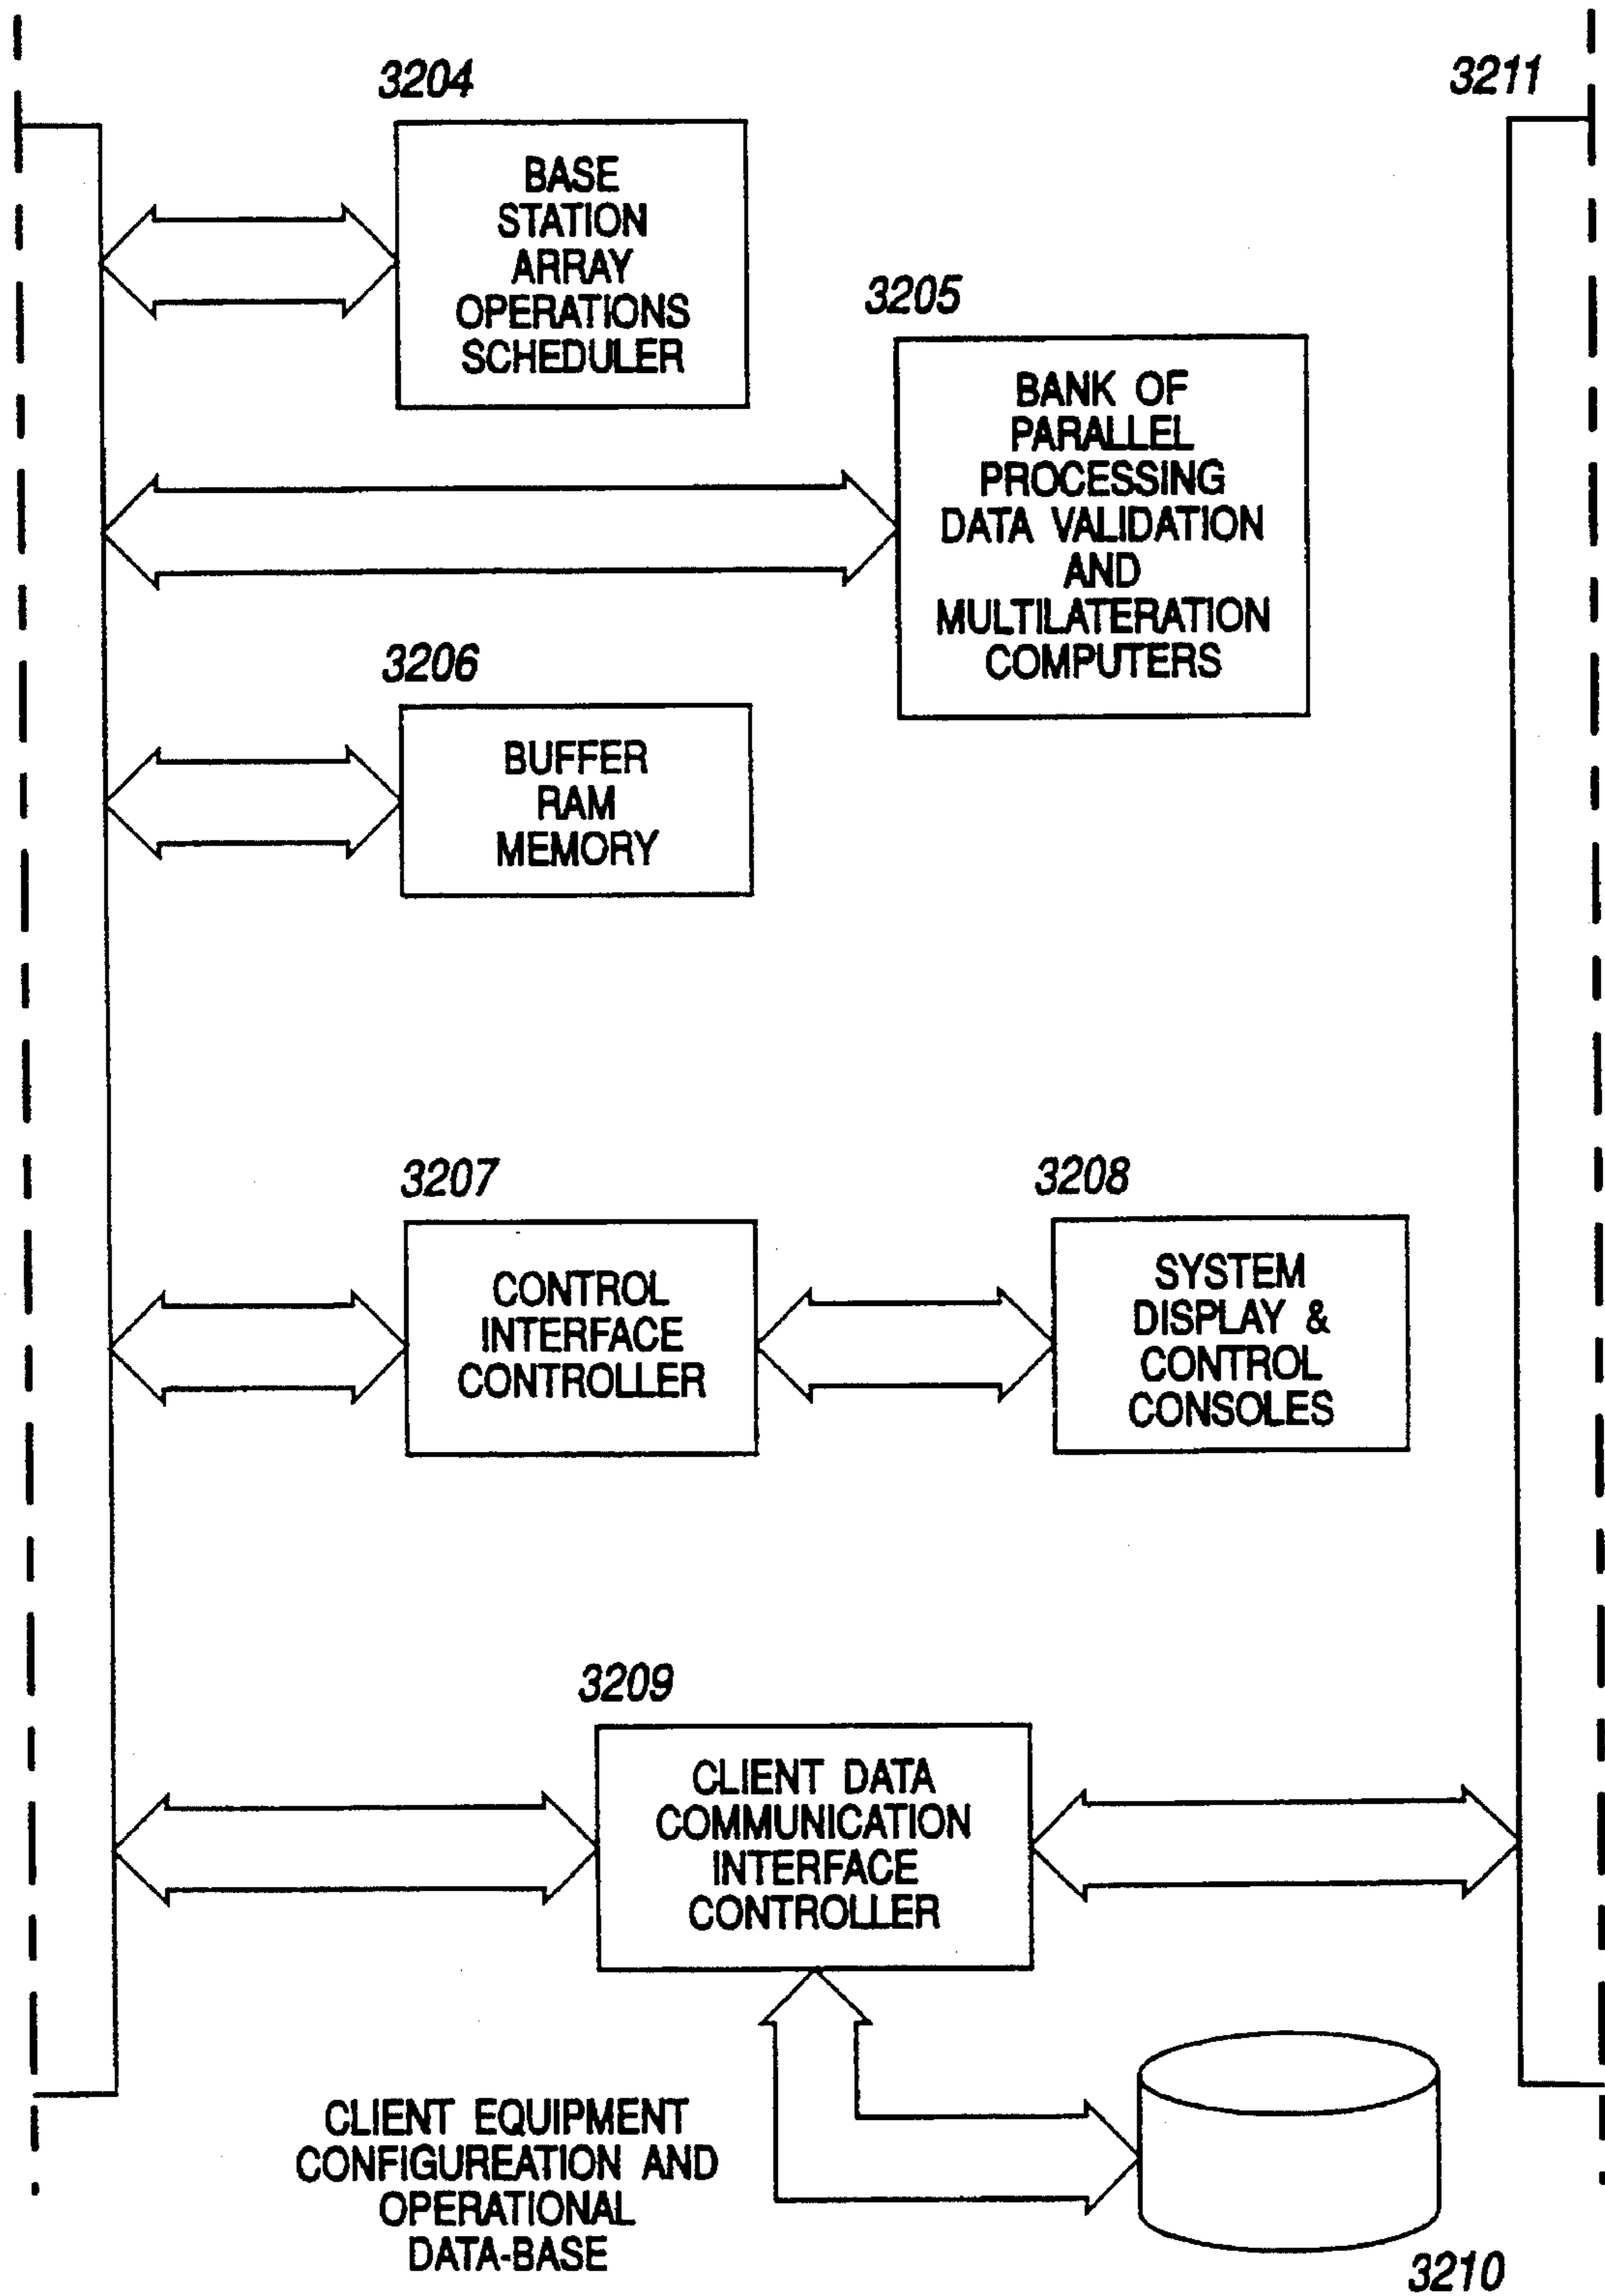 3204
3211
BASE
STATION
ARRAY
OPERATIONS
SCHEDULER
3205
BANK OF
PARALLEL
PROCESSING
DATA VALIDATION
AND
MULTILATERATION
COMPUTERS
3206
BUFFER
RAM
MEMORY
3207
CONTROL
INTERFACE
CONTROLLER
3208
SYSTEM
DISPLAY &
CONTROL
CONSOLES
3209
CLIENT DATA
COMMUNICATION
INTERFACE
CONTROLLER
CLIENT EQUIPMENT
CONFIGUREATION AND
OPERATIONAL
DATA-BASE
3210